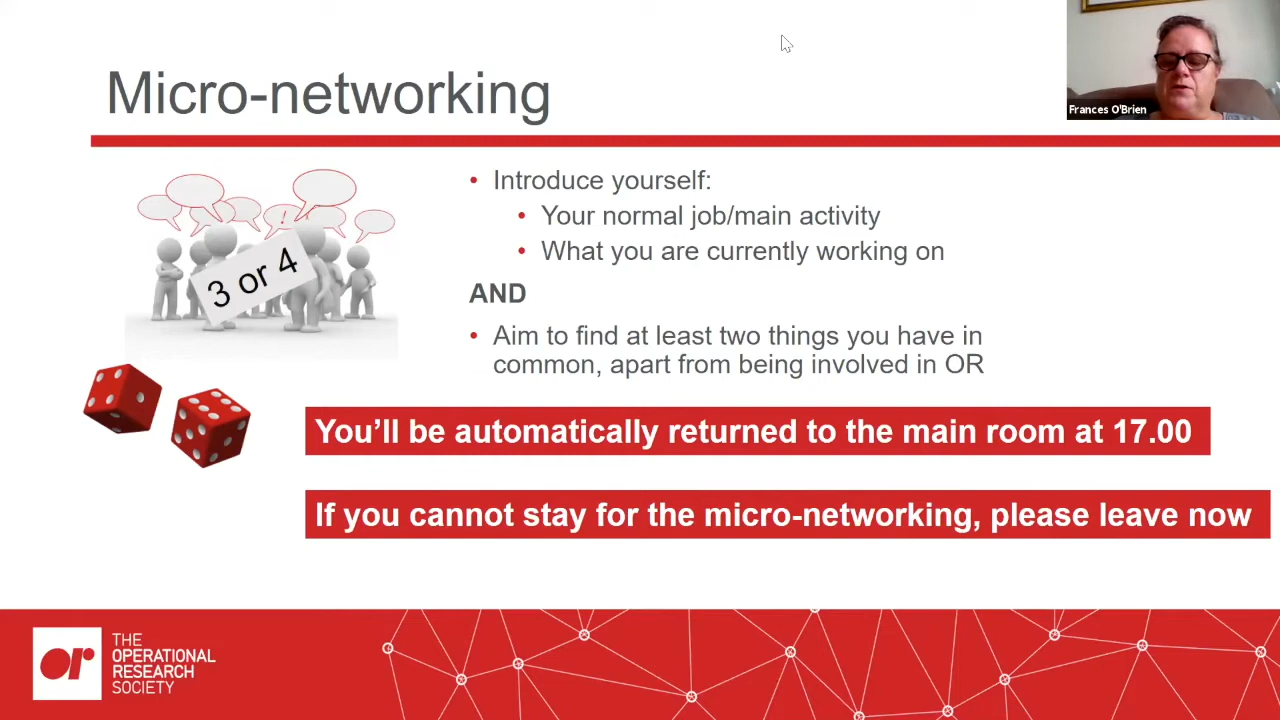 Micro-networking
Frances O'Brien
3 or 4
• Introduce yourself:
• Your normal job/main activity
• What you are currently working on
AND
• Aim to find at least two things you have in
common, apart from being involved in OR
You’ll be automatically returned to the main room at 17.00
If you cannot stay for the micro-networking, please leave now
or
THE
OPERATIONAL
RESEARCH
SOCIETY
!